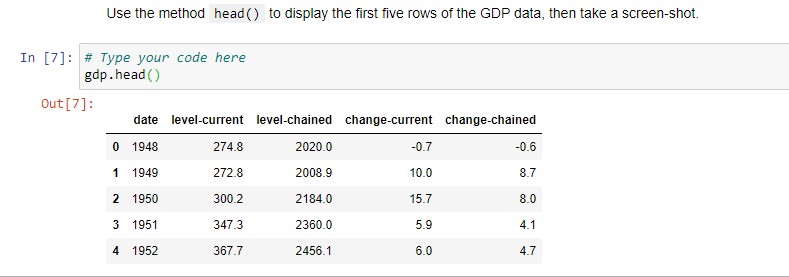 Use the method head() to display the first five rows of the GDP data, then take a screen-shot.
In [7]: # Type your code here
gdp.head()
Out[7]:
date level-current level-chained change-current change-chained
0 1948 274.8 2020.0 -0.7 -0.6
1 1949 272.8 2008.9 10.0 8.7
2 1950 300.2 2184.0 15.7 8.0
3 1951 347.3 2360.0 5.9 4.1
4 1952 367.7 2456.1 6.0 4.7